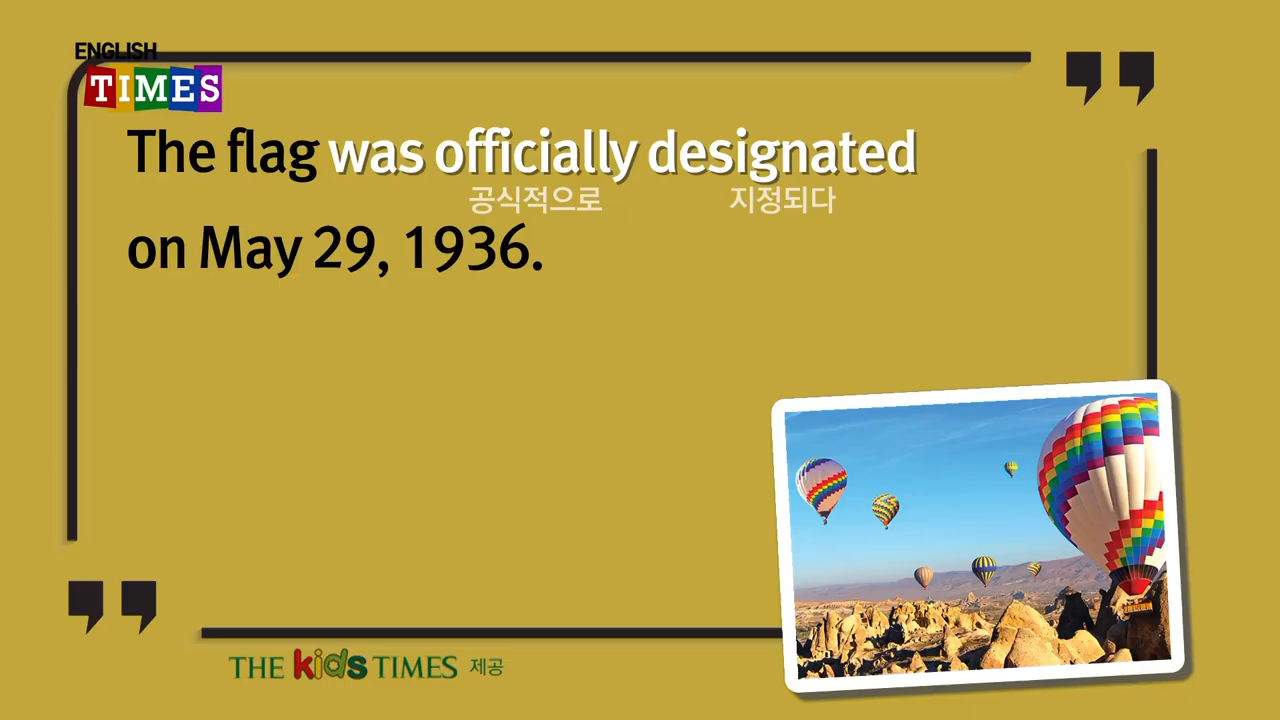 ENGLISH
TIMES
The flag was officially designated
공식적으로 지정되다
on May 29, 1936.
THE kids TIMES 제공